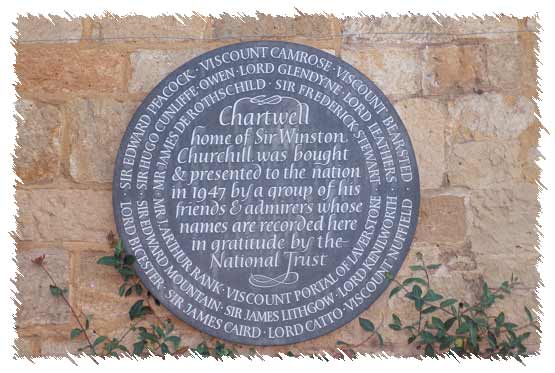 · SIR EDWARD PEACOCK · VISCOUNT CAMROSE · VISCOUNT BEARSTED ·
· SIR HUGO CUNLIFFE-OWEN · LORD GLENDYNE · LORD LEATHERS ·
· MR JAMES DE ROTHSCHILD · SIR FREDERICK STEWART ·
Chartwell
home of Sir Winston
Churchill was bought
& presented to the nation
in 1947 by a group of his
friends & admirers whose
names are recorded here
in gratitude by the
National Trust
MR J. ARTHUR RANK · VISCOUNT PORTAL OF LAVERSTOKE
SIR EDWARD MOUNTAIN · SIR JAMES LITHGOW · LORD KENILWORTH
LORD BICESTER · SIR JAMES CAIRD · LORD CATTO · VISCOUNT NUFFIELD